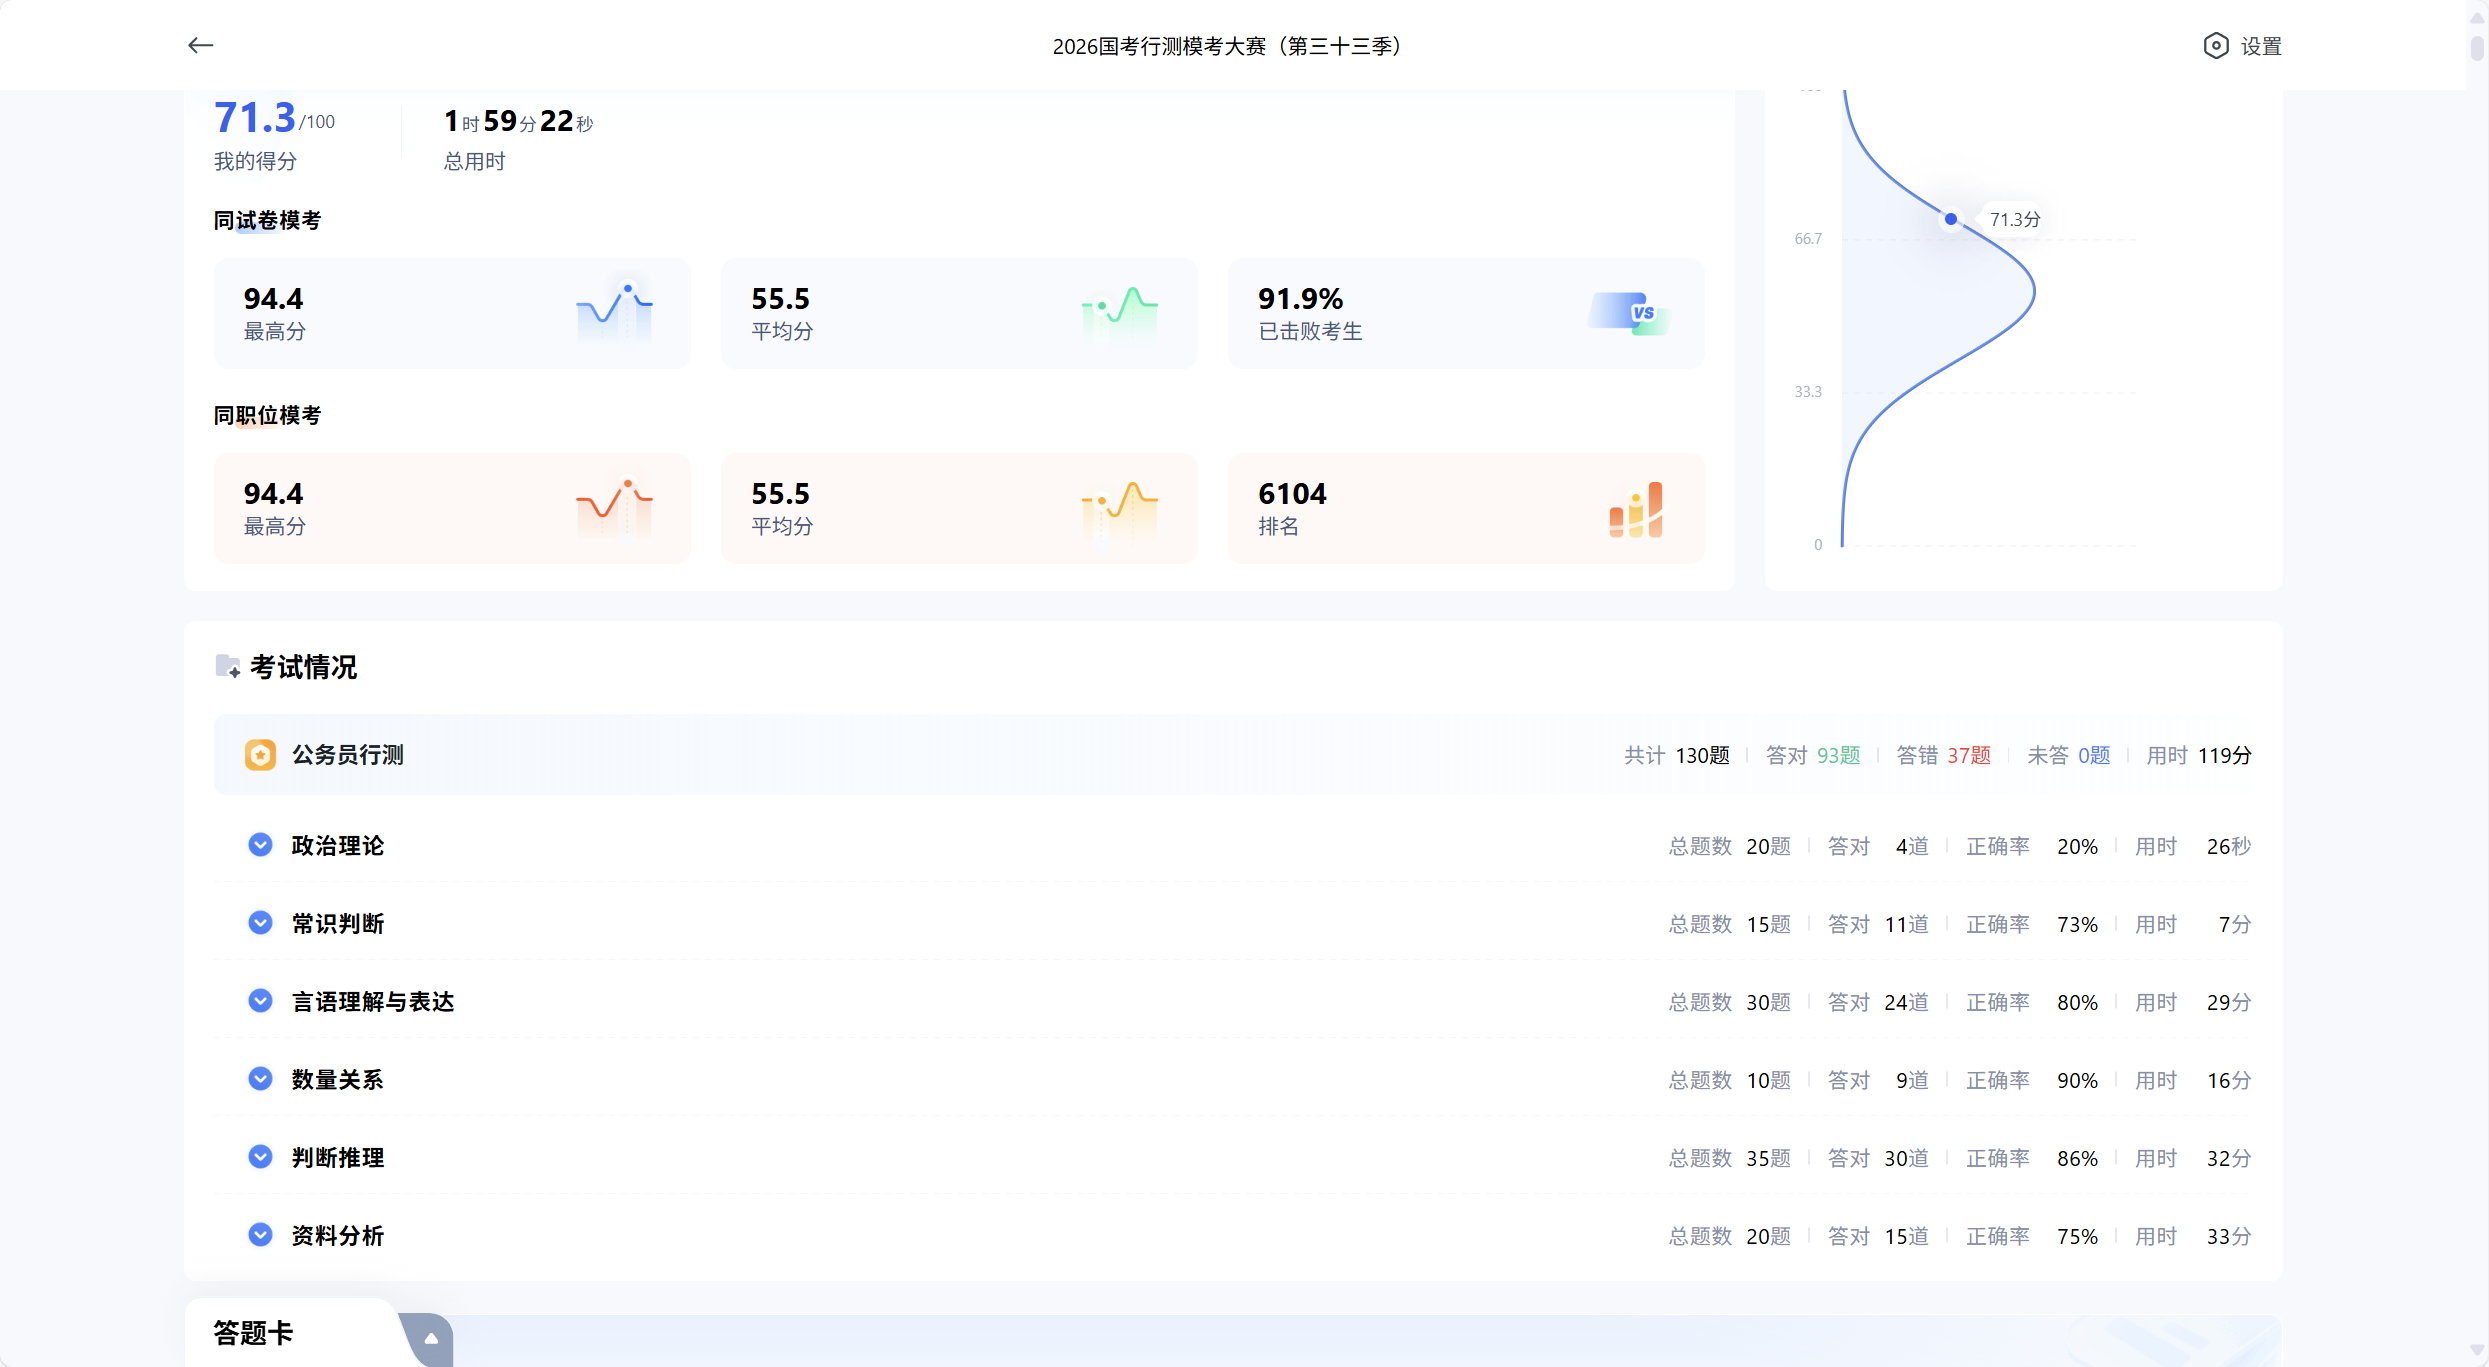 2026国考行测模考大赛（第三十三季）
设置
71.3/100
我的得分
1时59分22秒
总用时
同试卷模考
94.4
最高分
55.5
平均分
91.9%
已击败考生
VS
同职位模考
94.4
最高分
55.5
平均分
6104
排名
71.3分
66.7
33.3
0
考试情况
公务员行测
共计 130题 答对 93题 答错 37题 未答 0题 用时 119分
政治理论 总题数 20题 答对 4道 正确率 20% 用时 26秒
常识判断 总题数 15题 答对 11道 正确率 73% 用时 7分
言语理解与表达 总题数 30题 答对 24道 正确率 80% 用时 29分
数量关系 总题数 10题 答对 9道 正确率 90% 用时 16分
判断推理 总题数 35题 答对 30道 正确率 86% 用时 32分
资料分析 总题数 20题 答对 15道 正确率 75% 用时 33分
答题卡